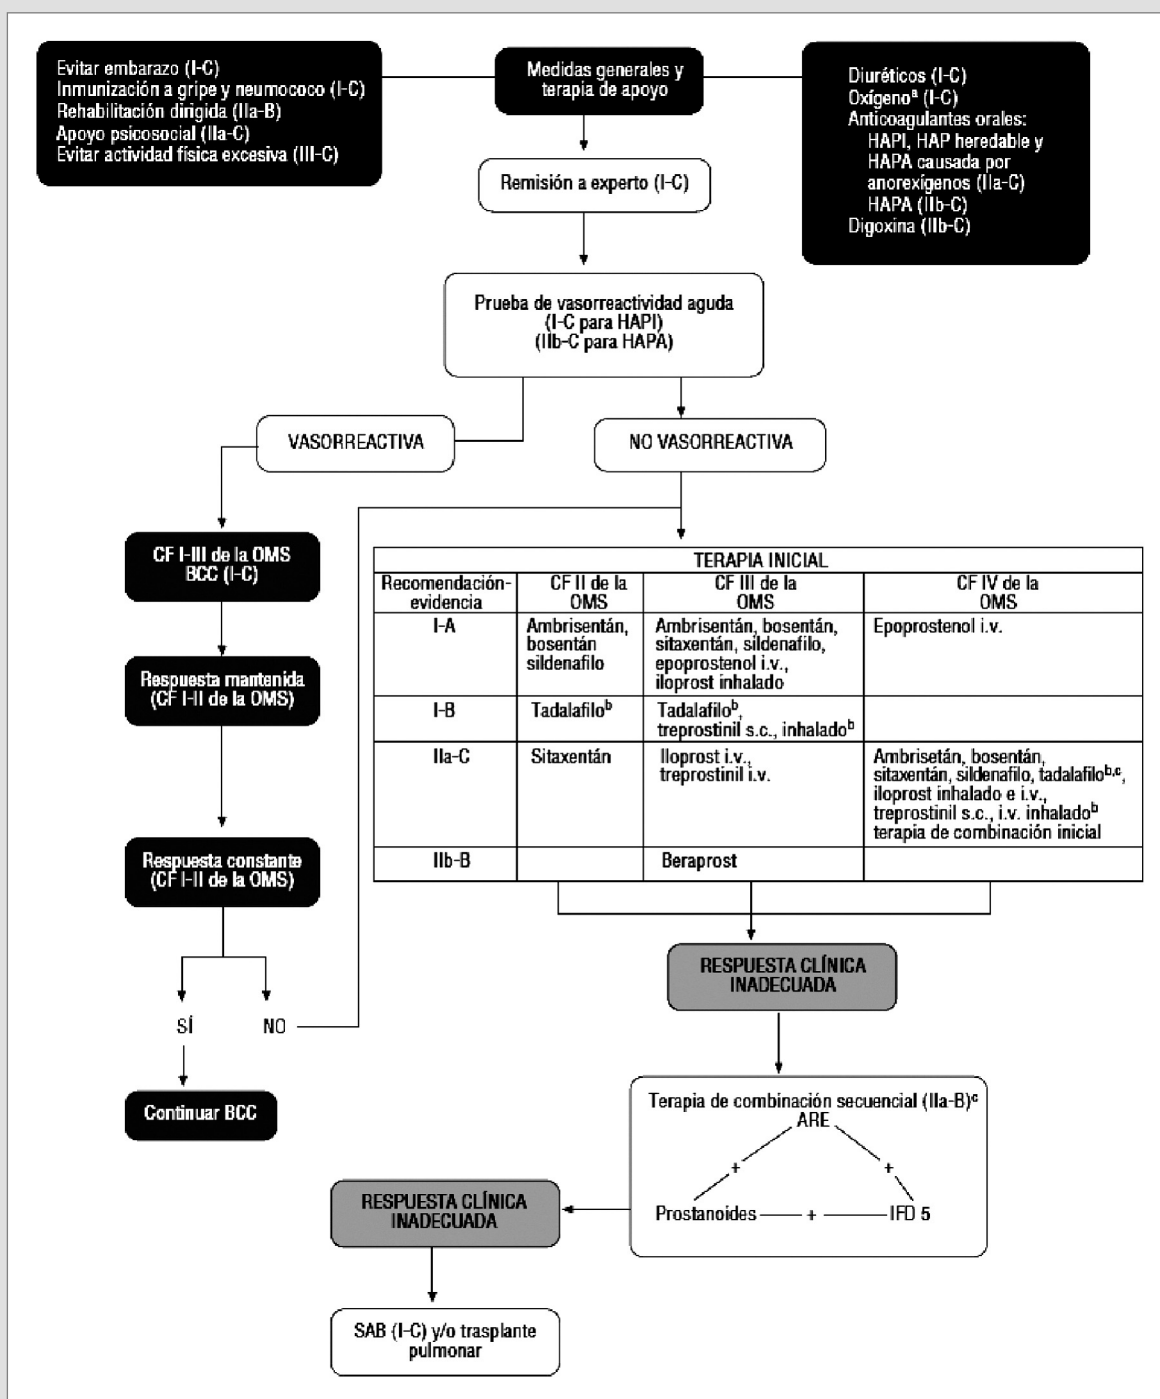 Evitar embarazo (I-C)
Inmunización a gripe y neumococo (I-C)
Rehabilitación dirigida (IIa-B)
Apoyo psicosocial (IIa-C)
Evitar actividad física excesiva (III-C)
Medidas generales y
terapia de apoyo
Diuréticos (I-C)
Oxígenoª (I-C)
Anticoagulantes orales:
HAPI, HAP heredable y
HAPA causada por
anorexígenos (IIa-C)
HAPA (IIb-C)
Digoxina (IIb-C)
Remisión a experto (I-C)
Prueba de vasorreactividad aguda
(I-C para HAPI)
(IIb-C para HAPA)
VASORREACTIVA
NO VASORREACTIVA
CF I-III de la OMS
BCC (I-C)
Respuesta mantenida
(CF I-II de la OMS)
Respuesta constante
(CF I-II de la OMS)
SÍ
NO
Continuar BCC
TERAPIA INICIAL
Recomendación-
evidencia
CF II de la
OMS
CF III de la
OMS
CF IV de la
OMS
I-A
Ambrisentán,
bosentán
sildenafilo
Ambrisentán, bosentán,
sitaxentán, sildenafilo,
epoprostenol i.v.,
iloprost inhalado
Epoprostenol i.v.
I-B
Tadalafiloᵇ
Tadalafiloᵇ,
treprostinil s.c., inhaladoᵇ
IIa-C
Sitaxentán
Iloprost i.v.,
treprostinil i.v.
Ambrisetán, bosentán,
sitaxentán, sildenafilo, tadalafiloᵇ,ᶜ,
iloprost inhalado e i.v.,
treprostinil s.c., i.v. inhaladoᵇ
terapia de combinación inicial
IIb-B
Beraprost
RESPUESTA CLÍNICA
INADECUADA
Terapia de combinación secuencial (IIa-B)ᶜ
ARE
+ +
Prostanoides + IFD 5
RESPUESTA CLÍNICA
INADECUADA
SAB (I-C) y/o trasplante
pulmonar